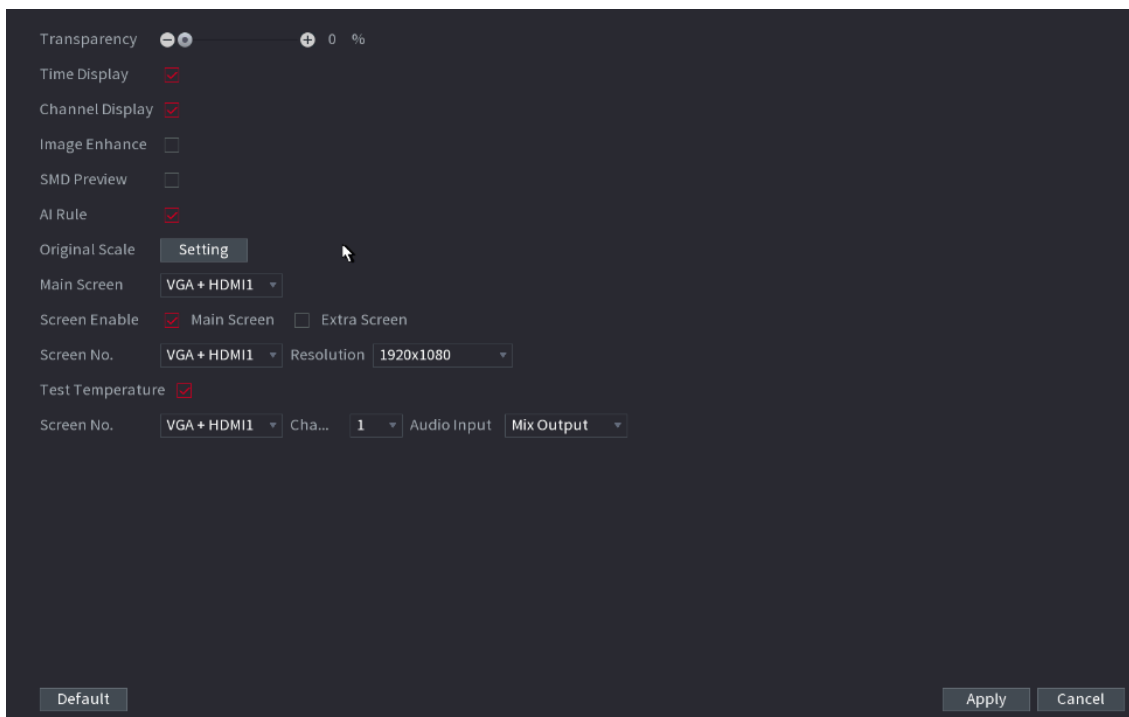 Transparency 0 %
Time Display
Channel Display
Image Enhance
SMD Preview
AI Rule
Original Scale Setting
Main Screen VGA + HDMI1
Screen Enable Main Screen Extra Screen
Screen No. VGA + HDMI1 Resolution 1920x1080
Test Temperature
Screen No. VGA + HDMI1 Cha... 1 Audio Input Mix Output
Default Apply Cancel